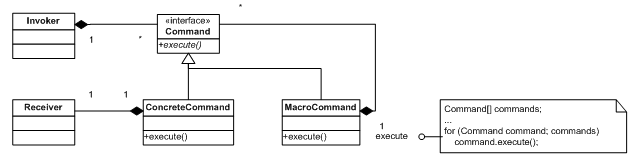 *
Invoker
«interface»
Command
+execute()
1
*
Receiver
1
1
ConcreteCommand
+execute()
MacroCommand
+execute()
1
execute
Command[] commands;
...
for (Command command; commands)
command.execute();